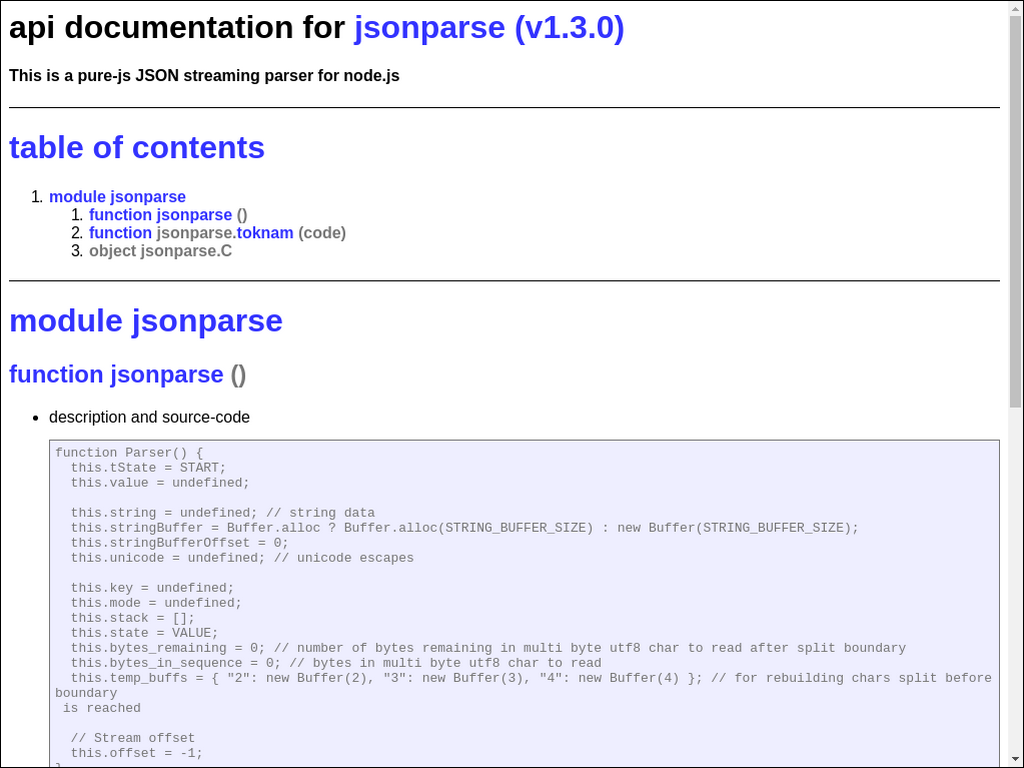 api documentation for jsonparse (v1.3.0)
This is a pure-js JSON streaming parser for node.js
table of contents
1. module jsonparse
1. function jsonparse ()
2. function jsonparse.toknam (code)
3. object jsonparse.C
module jsonparse
function jsonparse ()
• description and source-code
function Parser() {
  this.tState = START;
  this.value = undefined;

  this.string = undefined; // string data
  this.stringBuffer = Buffer.alloc ? Buffer.alloc(STRING_BUFFER_SIZE) : new Buffer(STRING_BUFFER_SIZE);
  this.stringBufferOffset = 0;
  this.unicode = undefined; // unicode escapes

  this.key = undefined;
  this.mode = undefined;
  this.stack = [];
  this.state = VALUE;
  this.bytes_remaining = 0; // number of bytes remaining in multi byte utf8 char to read after split boundary
  this.bytes_in_sequence = 0; // bytes in multi byte utf8 char to read
  this.temp_buffs = { "2": new Buffer(2), "3": new Buffer(3), "4": new Buffer(4) }; // for rebuilding chars split before
boundary
 is reached

  // Stream offset
  this.offset = -1;
}